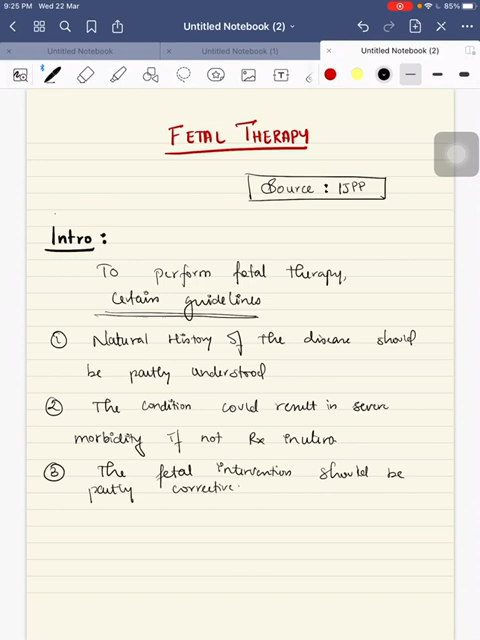 9:25 PM Wed 22 Mar
85%
Untitled Notebook (2)
Untitled Notebook
Untitled Notebook (1)
Untitled Notebook (2)
FETAL THERAPY
Source : IJPP
Intro :
To perform fetal therapy,
certain guidelines
1 Natural History of the disease should
be partly understood
2 The condition could result in severe
morbidity if not Rx inutero
3 The fetal intervention should be
partly corrective.